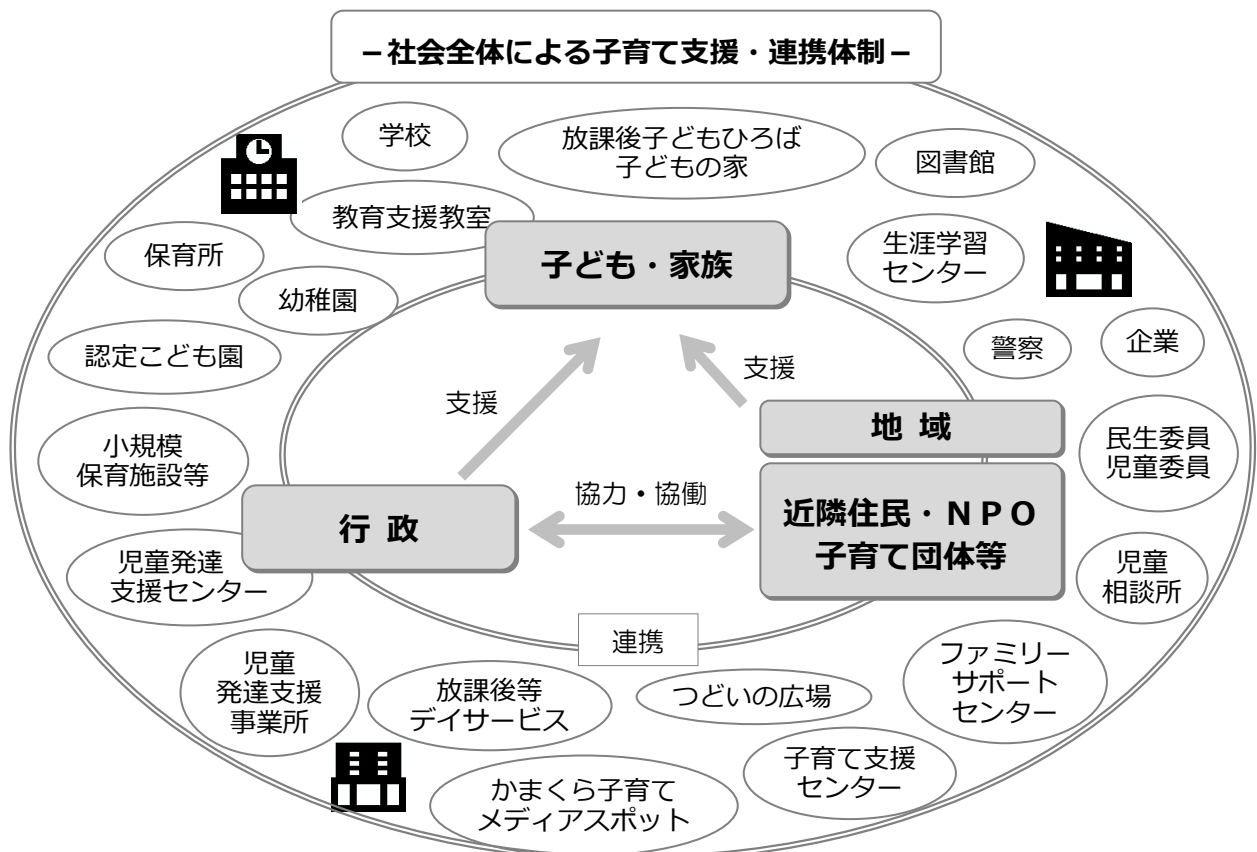 －社会全体による子育て支援・連携体制－
学校
放課後子どもひろば
子どもの家
図書館
教育支援教室
保育所
子ども・家族
生涯学習
センター
幼稚園
認定こども園
警察
企業
支援
支援
地 域
民生委員
児童委員
小規模
保育施設等
協力・協働
行 政
近隣住民・ＮＰＯ
子育て団体等
児童発達
支援センター
児童
相談所
連携
児童
発達支援
事業所
放課後等
デイサービス
つどいの広場
ファミリー
サポート
センター
かまくら子育て
メディアスポット
子育て支援
センター